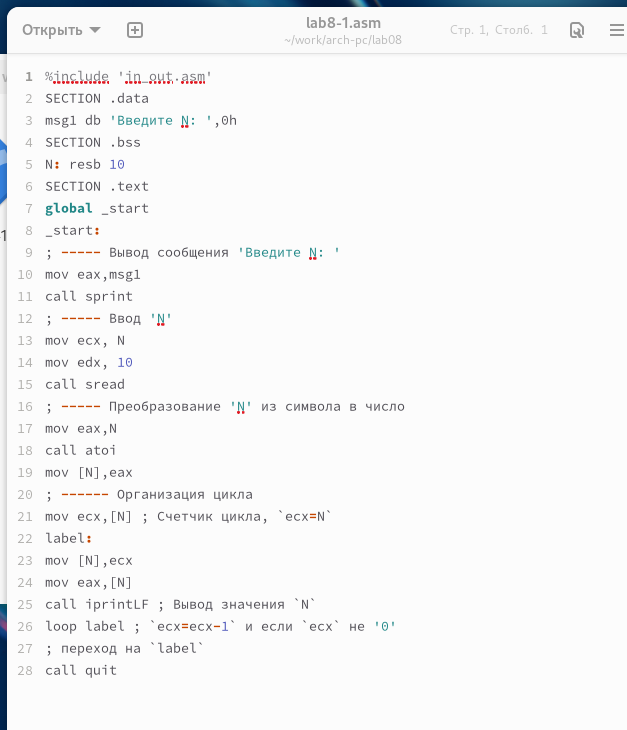 Открыть
lab8-1.asm
~/work/arch-pc/lab08
Стр. 1, Столб. 1
1 %include 'in_out.asm'
2 SECTION .data
3 msg1 db 'Введите N: ',0h
4 SECTION .bss
5 N: resb 10
6 SECTION .text
7 global _start
8 _start:
9 ; ----- Вывод сообщения 'Введите N: '
10 mov eax,msg1
11 call sprint
12 ; ----- Ввод 'N'
13 mov ecx, N
14 mov edx, 10
15 call sread
16 ; ----- Преобразование 'N' из символа в число
17 mov eax,N
18 call atoi
19 mov [N],eax
20 ; ------ Организация цикла
21 mov ecx,[N] ; Счетчик цикла, `ecx=N`
22 label:
23 mov [N],ecx
24 mov eax,[N]
25 call iprintLF ; Вывод значения `N`
26 loop label ; `ecx=ecx-1` и если `ecx` не '0'
27 ; переход на `label`
28 call quit